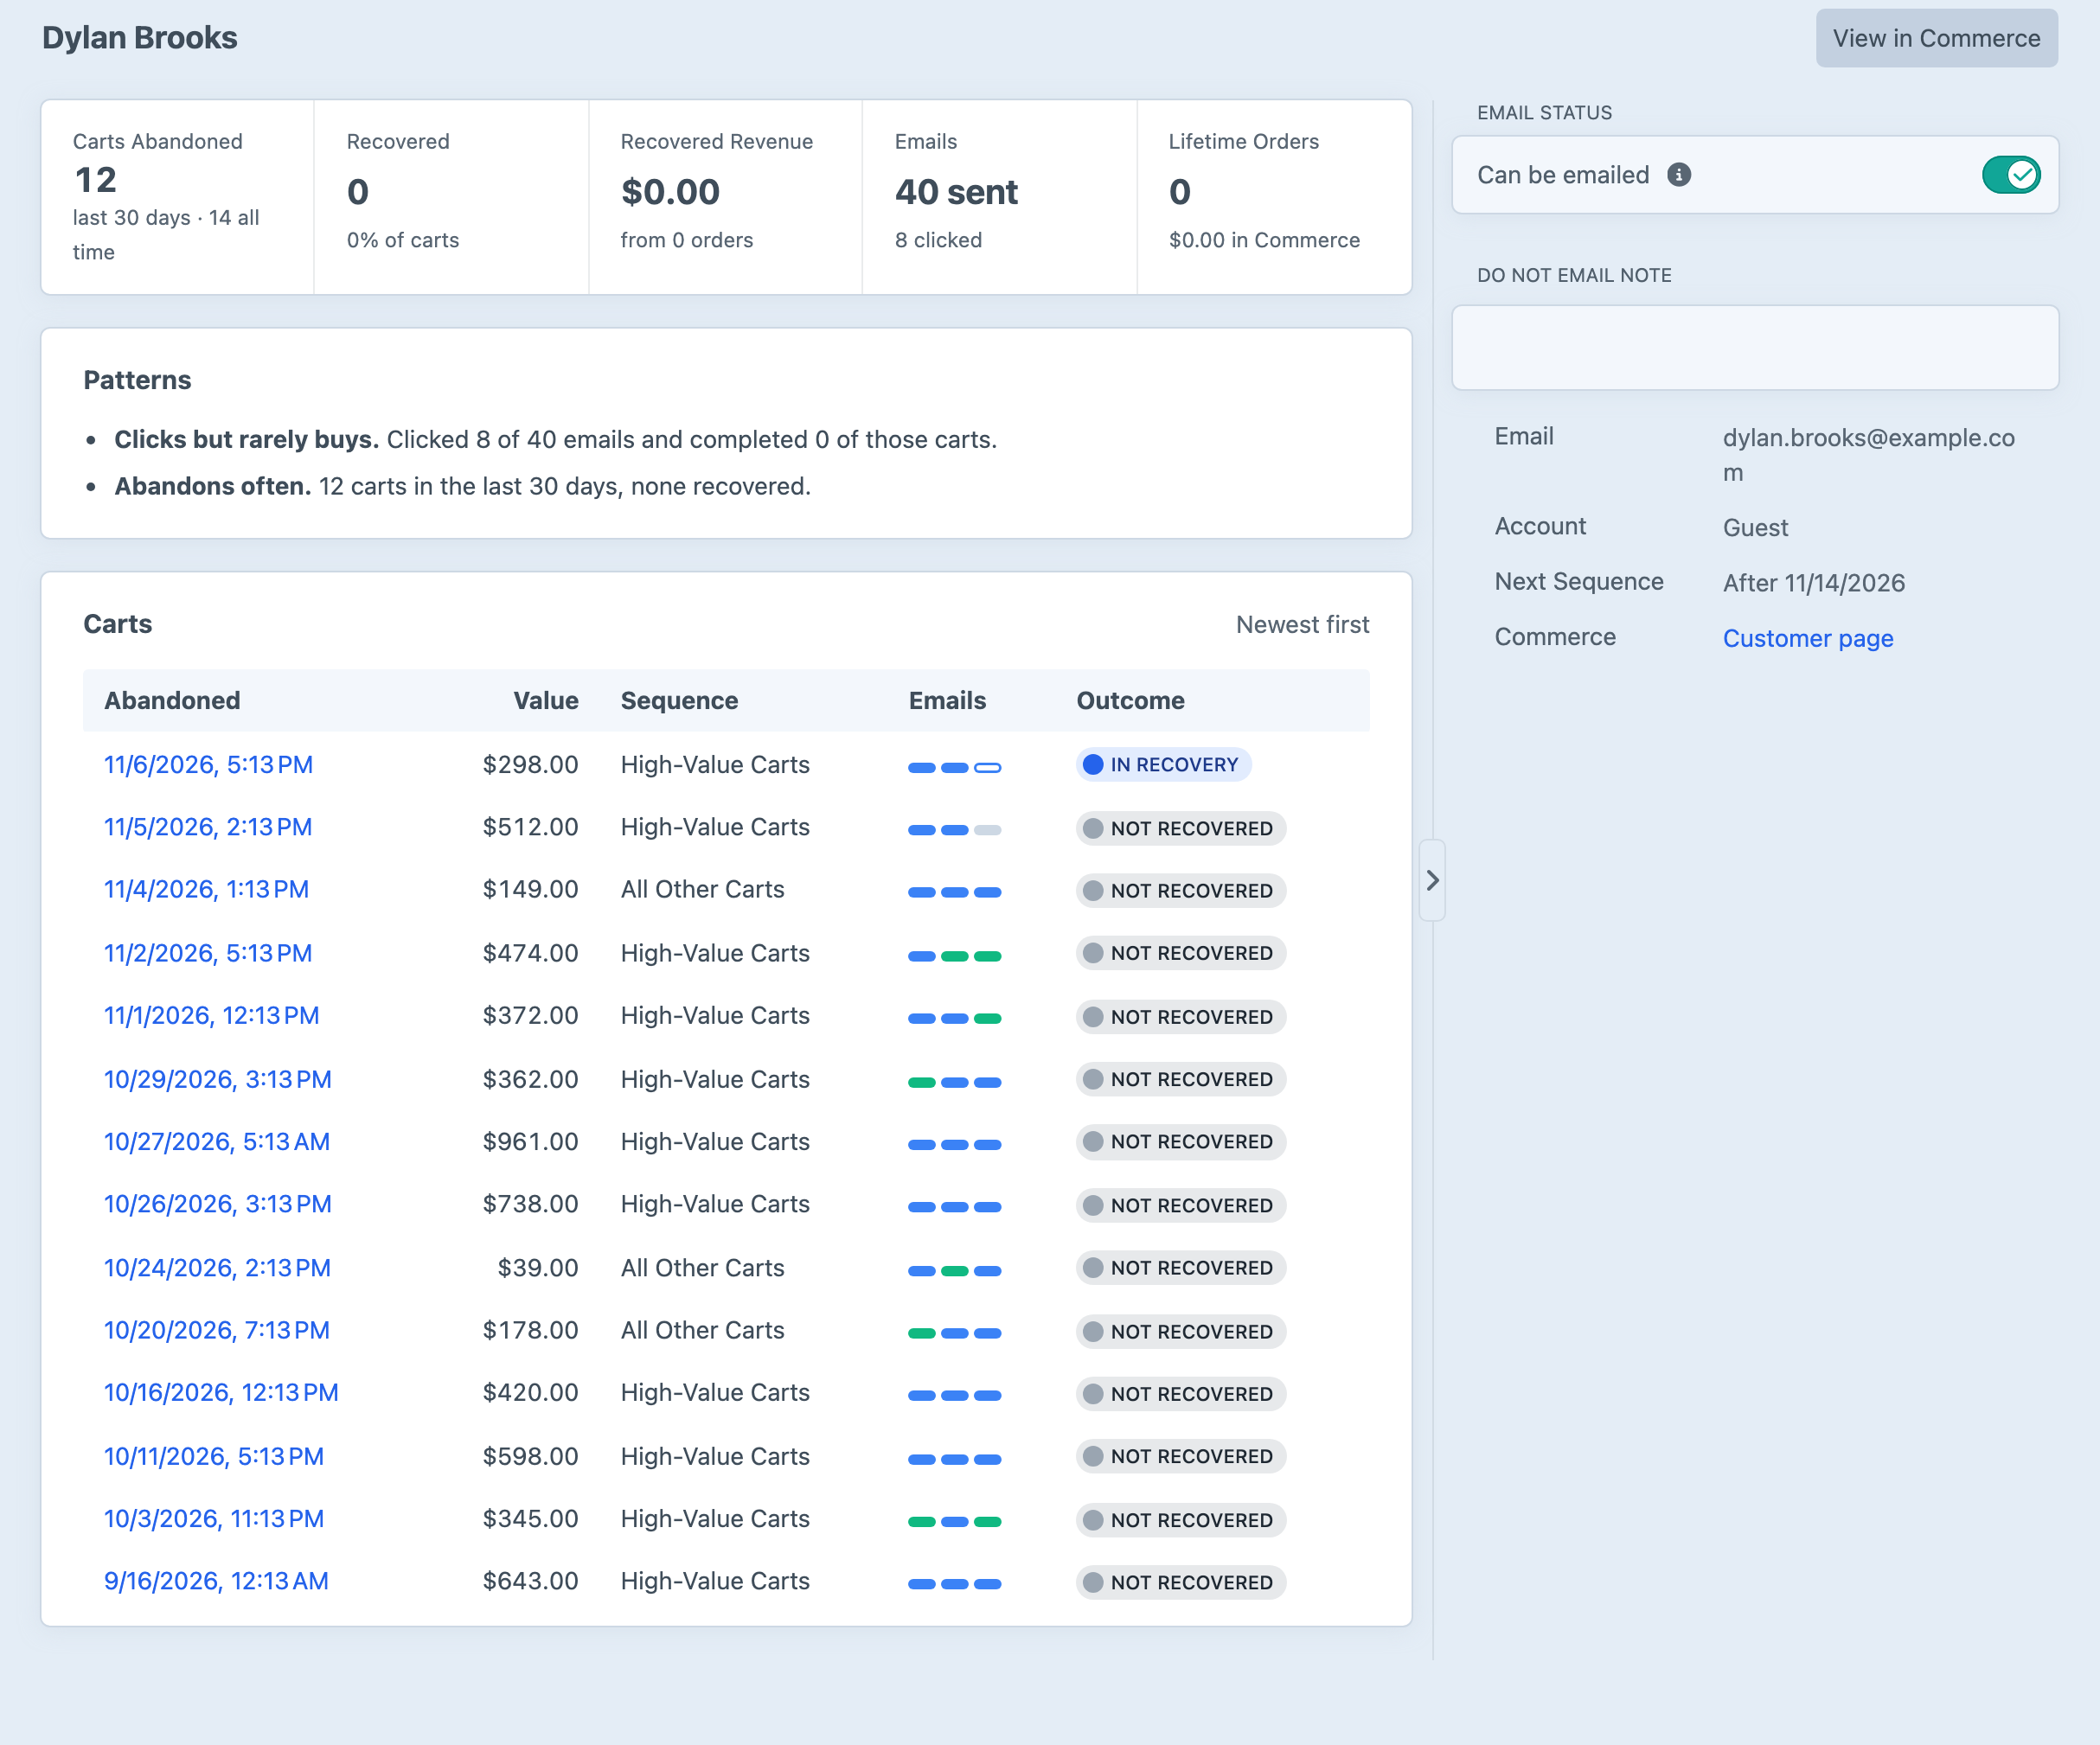 Dylan Brooks
View in Commerce
Carts Abandoned
12
last 30 days · 14 all
time
Recovered
0
0% of carts
Recovered Revenue
$0.00
from 0 orders
Emails
40 sent
8 clicked
Lifetime Orders
0
$0.00 in Commerce
Patterns
• Clicks but rarely buys. Clicked 8 of 40 emails and completed 0 of those carts.
• Abandons often. 12 carts in the last 30 days, none recovered.
Carts
Newest first
Abandoned Value Sequence Emails Outcome
11/6/2026, 5:13 PM $298.00 High-Value Carts IN RECOVERY
11/5/2026, 2:13 PM $512.00 High-Value Carts NOT RECOVERED
11/4/2026, 1:13 PM $149.00 All Other Carts NOT RECOVERED
11/2/2026, 5:13 PM $474.00 High-Value Carts NOT RECOVERED
11/1/2026, 12:13 PM $372.00 High-Value Carts NOT RECOVERED
10/29/2026, 3:13 PM $362.00 High-Value Carts NOT RECOVERED
10/27/2026, 5:13 AM $961.00 High-Value Carts NOT RECOVERED
10/26/2026, 3:13 PM $738.00 High-Value Carts NOT RECOVERED
10/24/2026, 2:13 PM $39.00 All Other Carts NOT RECOVERED
10/20/2026, 7:13 PM $178.00 All Other Carts NOT RECOVERED
10/16/2026, 12:13 PM $420.00 High-Value Carts NOT RECOVERED
10/11/2026, 5:13 PM $598.00 High-Value Carts NOT RECOVERED
10/3/2026, 11:13 PM $345.00 High-Value Carts NOT RECOVERED
9/16/2026, 12:13 AM $643.00 High-Value Carts NOT RECOVERED
EMAIL STATUS
Can be emailed
DO NOT EMAIL NOTE
Email dylan.brooks@example.co
m
Account Guest
Next Sequence After 11/14/2026
Commerce Customer page